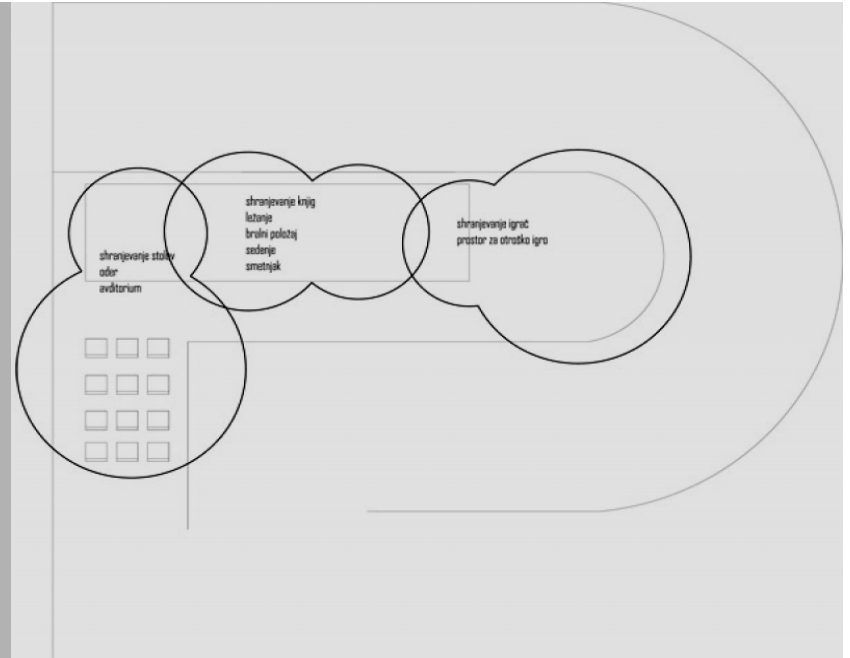 shranjevanje stolov
oder
avditorium
shranjevanje knjig
ležanje
bralni položaj
sedenje
smetnjak
shranjevanje igrač
prostor za otroško igro